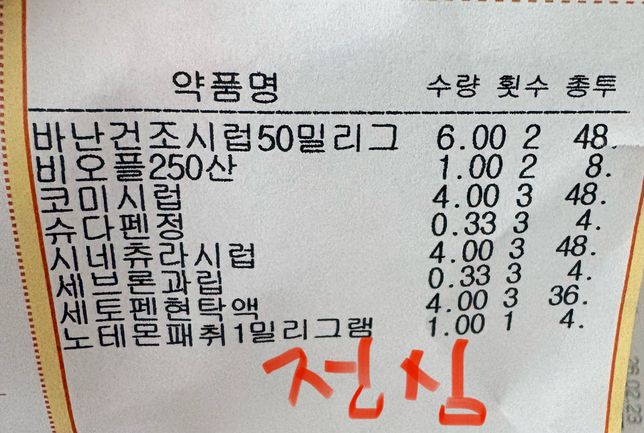 약품명 수량 횟수 총투
바난건조시럽50밀리그 6.00 2 48.
비오플250산 1.00 2 8.
코미시럽 4.00 3 48.
슈다펜정 0.33 3 4.
시네츄라시럽 4.00 3 48.
세브론과립 0.33 3 4.
세토펜현탁액 4.00 3 36.
노테몬패취1밀리그램 1.00 1 4.
전심